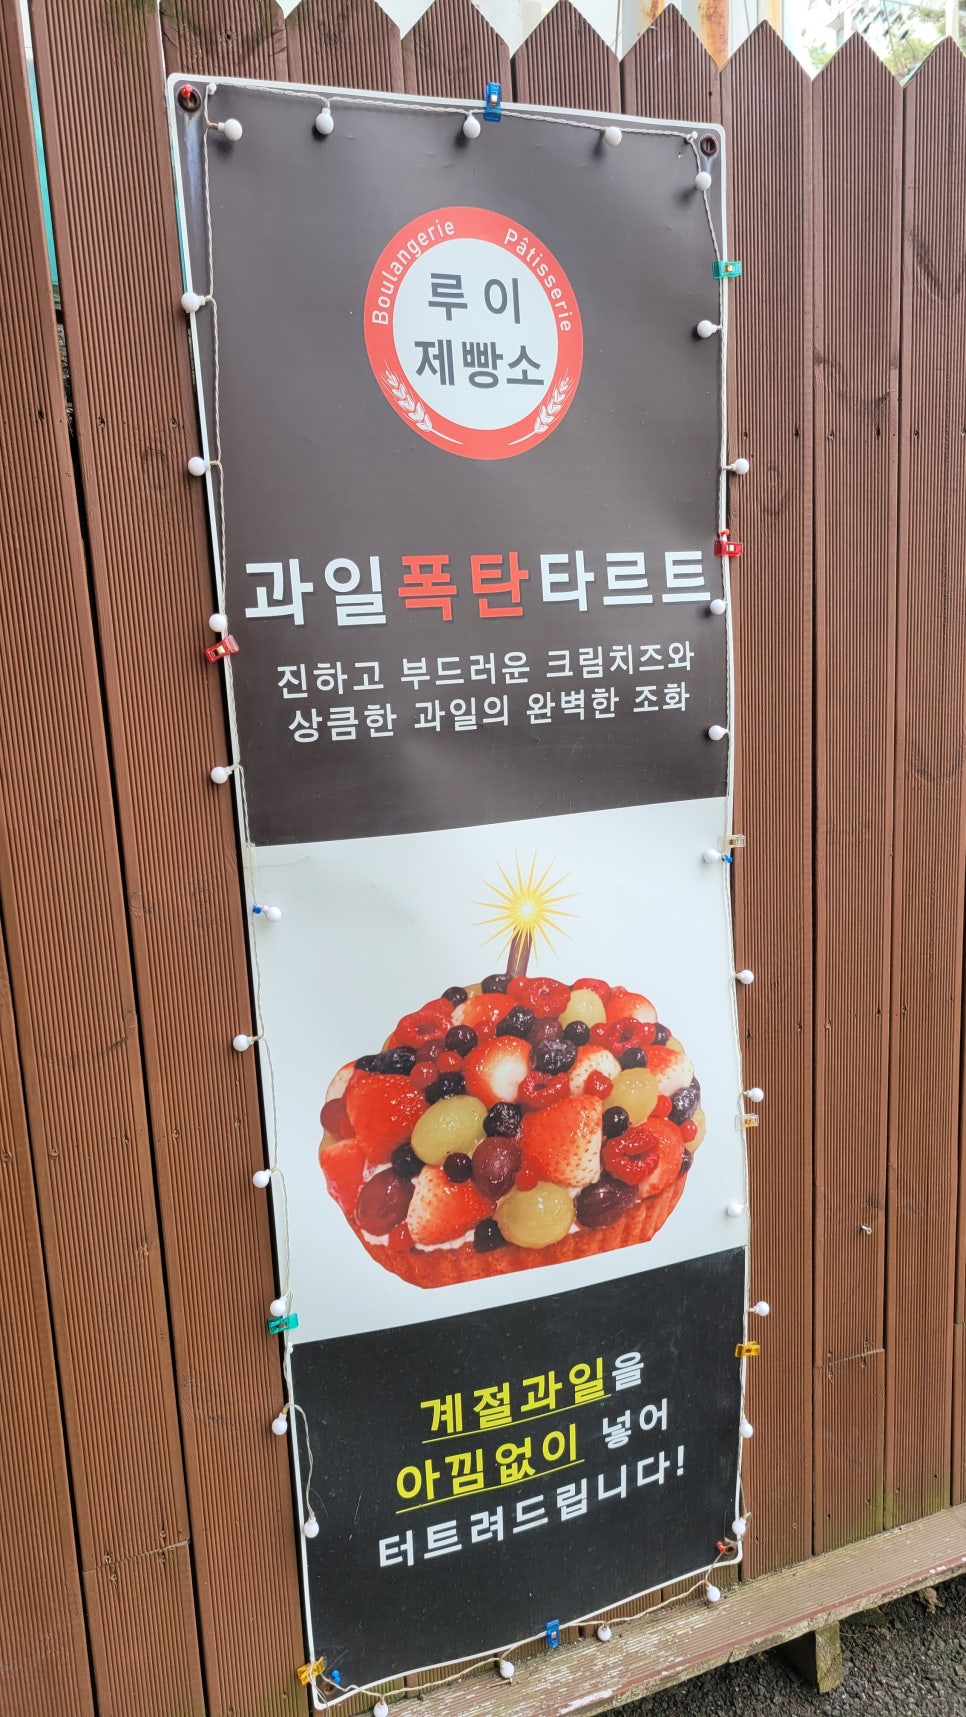 Boulangerie Pâtisserie
루이
제빵소
과일폭탄타르트
진하고 부드러운 크림치즈와
상큼한 과일의 완벽한 조화
계절과일을
아낌없이 넣어
터트려드립니다!